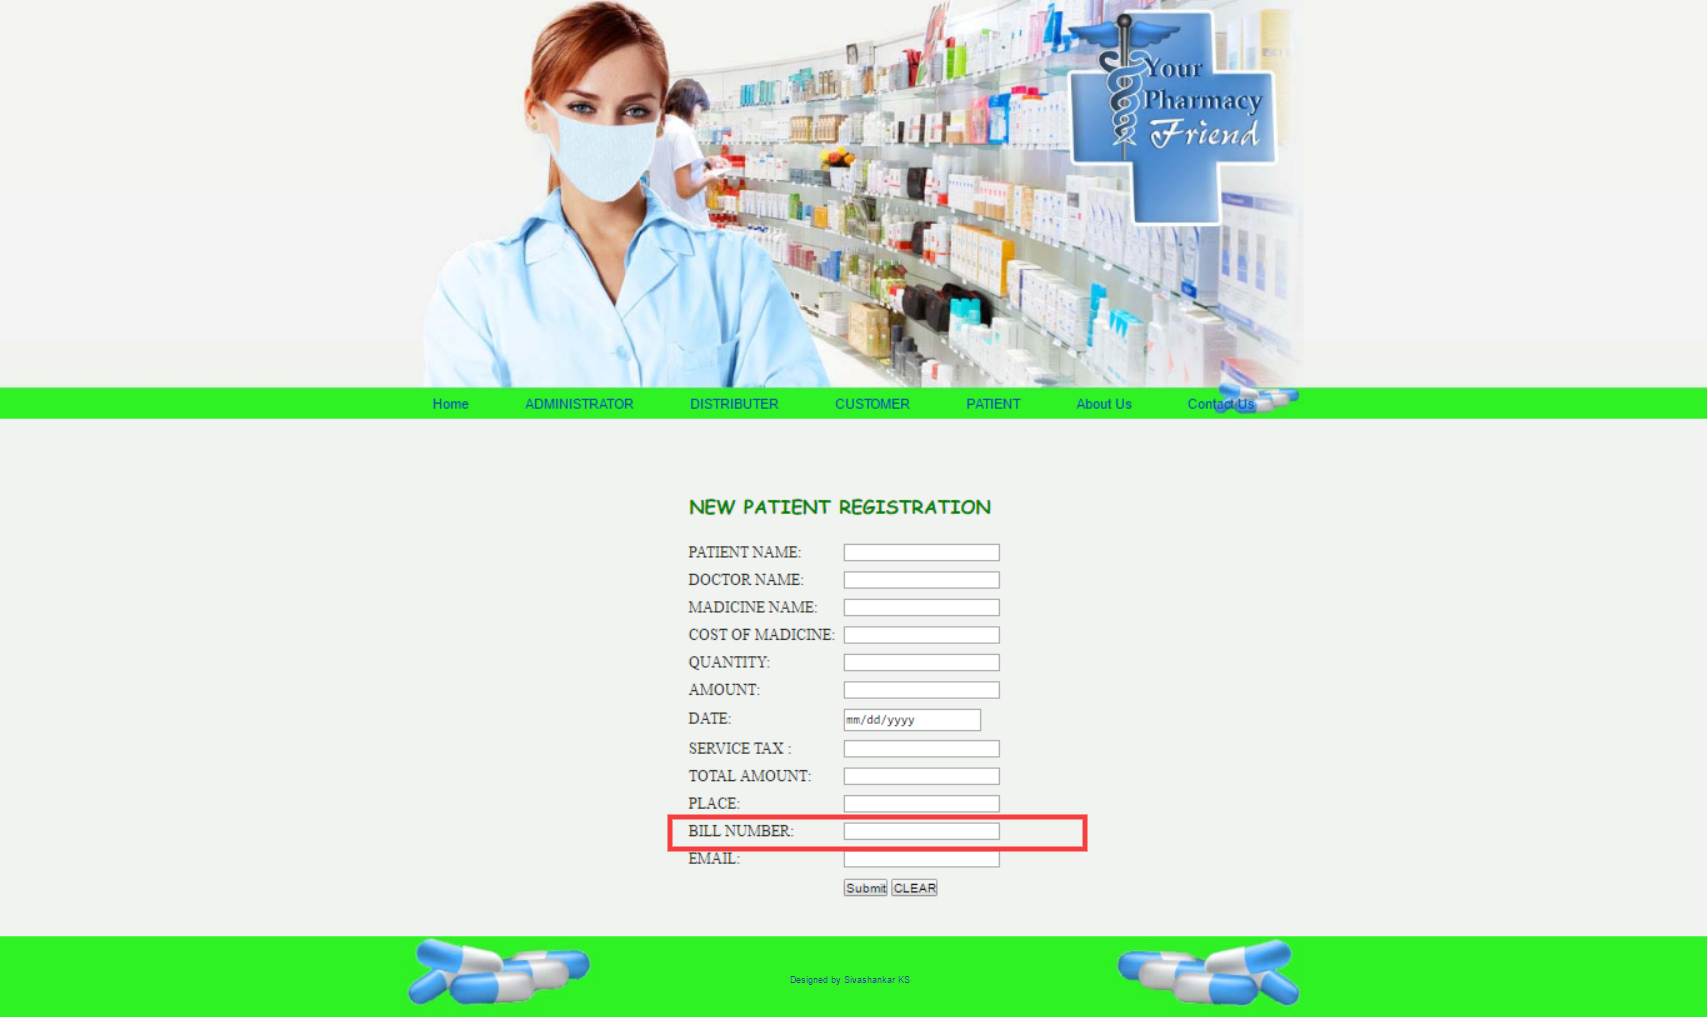 Your
Pharmacy
Friend
Home ADMINISTRATOR DISTRIBUTER CUSTOMER PATIENT About Us Contact Us
NEW PATIENT REGISTRATION
PATIENT NAME:
DOCTOR NAME:
MADICINE NAME:
COST OF MADICINE:
QUANTITY:
AMOUNT:
DATE: mm/dd/yyyy
SERVICE TAX :
TOTAL AMOUNT:
PLACE:
BILL NUMBER:
EMAIL:
Submit CLEAR
Designed by Sivashankar KS